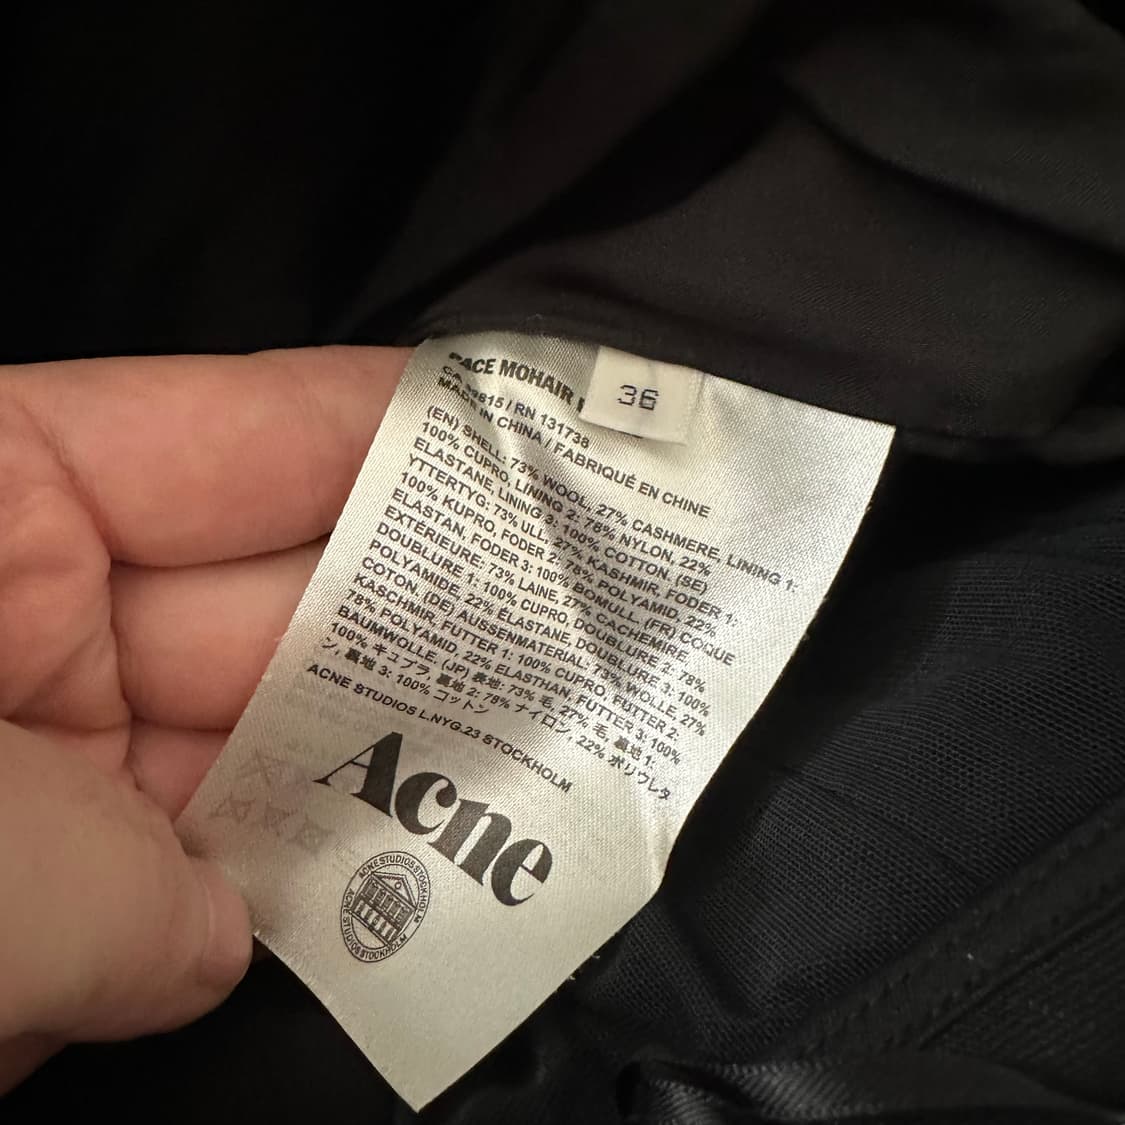 PACE MOHAIR
36
CA 29815 / RN 131738
MADE IN CHINA / FABRIQUÉ EN CHINE
(EN) SHELL: 73% WOOL, 27% CASHMERE, LINING 1:
100% CUPRO, LINING 2: 78% NYLON, 22%
ELASTANE, LINING 3: 100% COTTON. (SE)
YTTERTYG: 73% ULL, 27% KASHMIR, FODER 1:
100% KUPRO, FODER 2: 78% POLYAMID 22%
ELASTAN, FODER 3: 100% BOMULL. (FR) COQUE
EXTÉRIEURE: 73% LAINE, 27% CACHEMIRE,
DOUBLURE 1: 100% CUPRO, DOUBLURE 2: 78%
POLYAMIDE, 22% ÉLASTANE, DOUBLURE 3: 100%
COTON. (DE) AUSSENMATERIAL: 73% WOLLE, 27%
KASCHMIR, FUTTER 1: 100% CUPRO, FUTTER 2:
78% POLYAMID, 22% ELASTHAN, FUTTER 3: 100%
BAUMWOLLE. (JP) 表地: 73% 毛, 27% 毛, 裏地 1:
100% キュプラ, 裏地 2: 78% ナイロン, 22% ポリウレタ
ン, 裏地 3: 100% コットン
ACNE STUDIOS L.NYG.23 STOCKHOLM
Acne
ACNE STUDIOS STOCKHOLM
ACNE STUDIOS STOCKHOLM